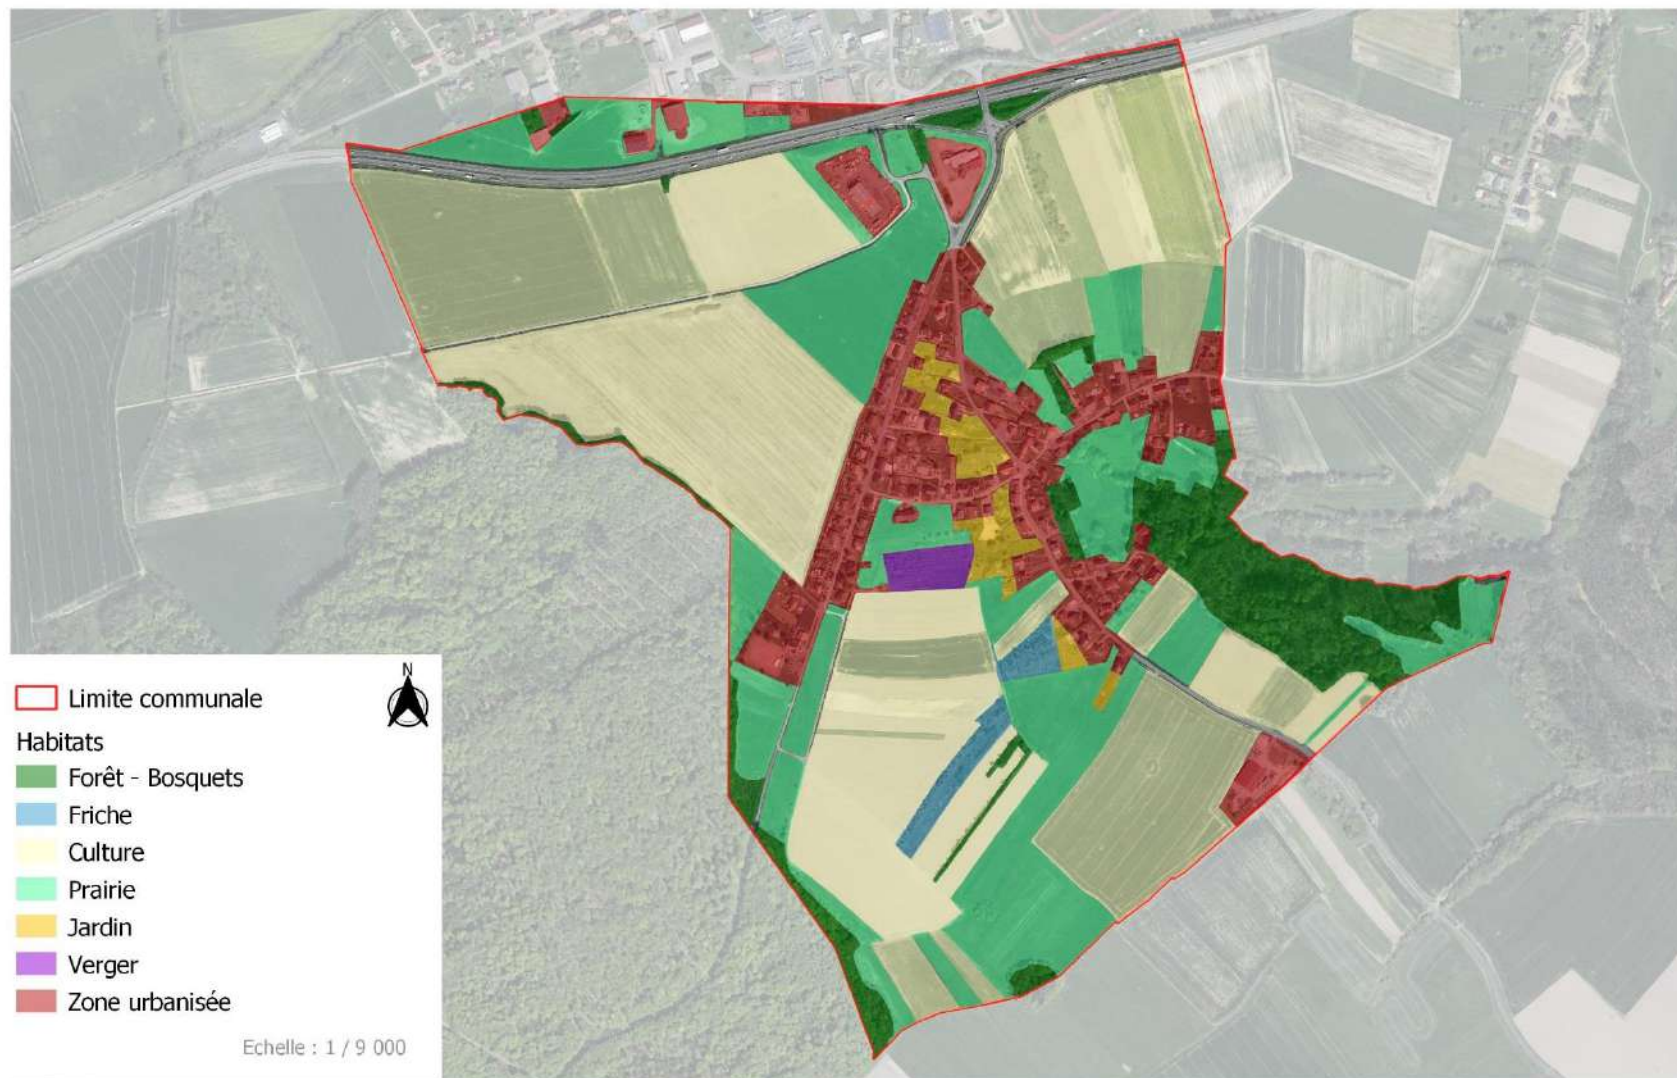 N
Limite communale
Habitats
Forêt - Bosquets
Friche
Culture
Prairie
Jardin
Verger
Zone urbanisée
Echelle : 1 / 9 000